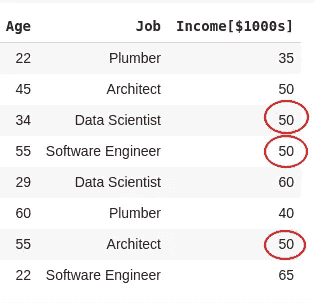 Age Job Income[$1000s]
22 Plumber 35
45 Architect 50
34 Data Scientist 50
55 Software Engineer 50
29 Data Scientist 60
60 Plumber 40
55 Architect 50
22 Software Engineer 65